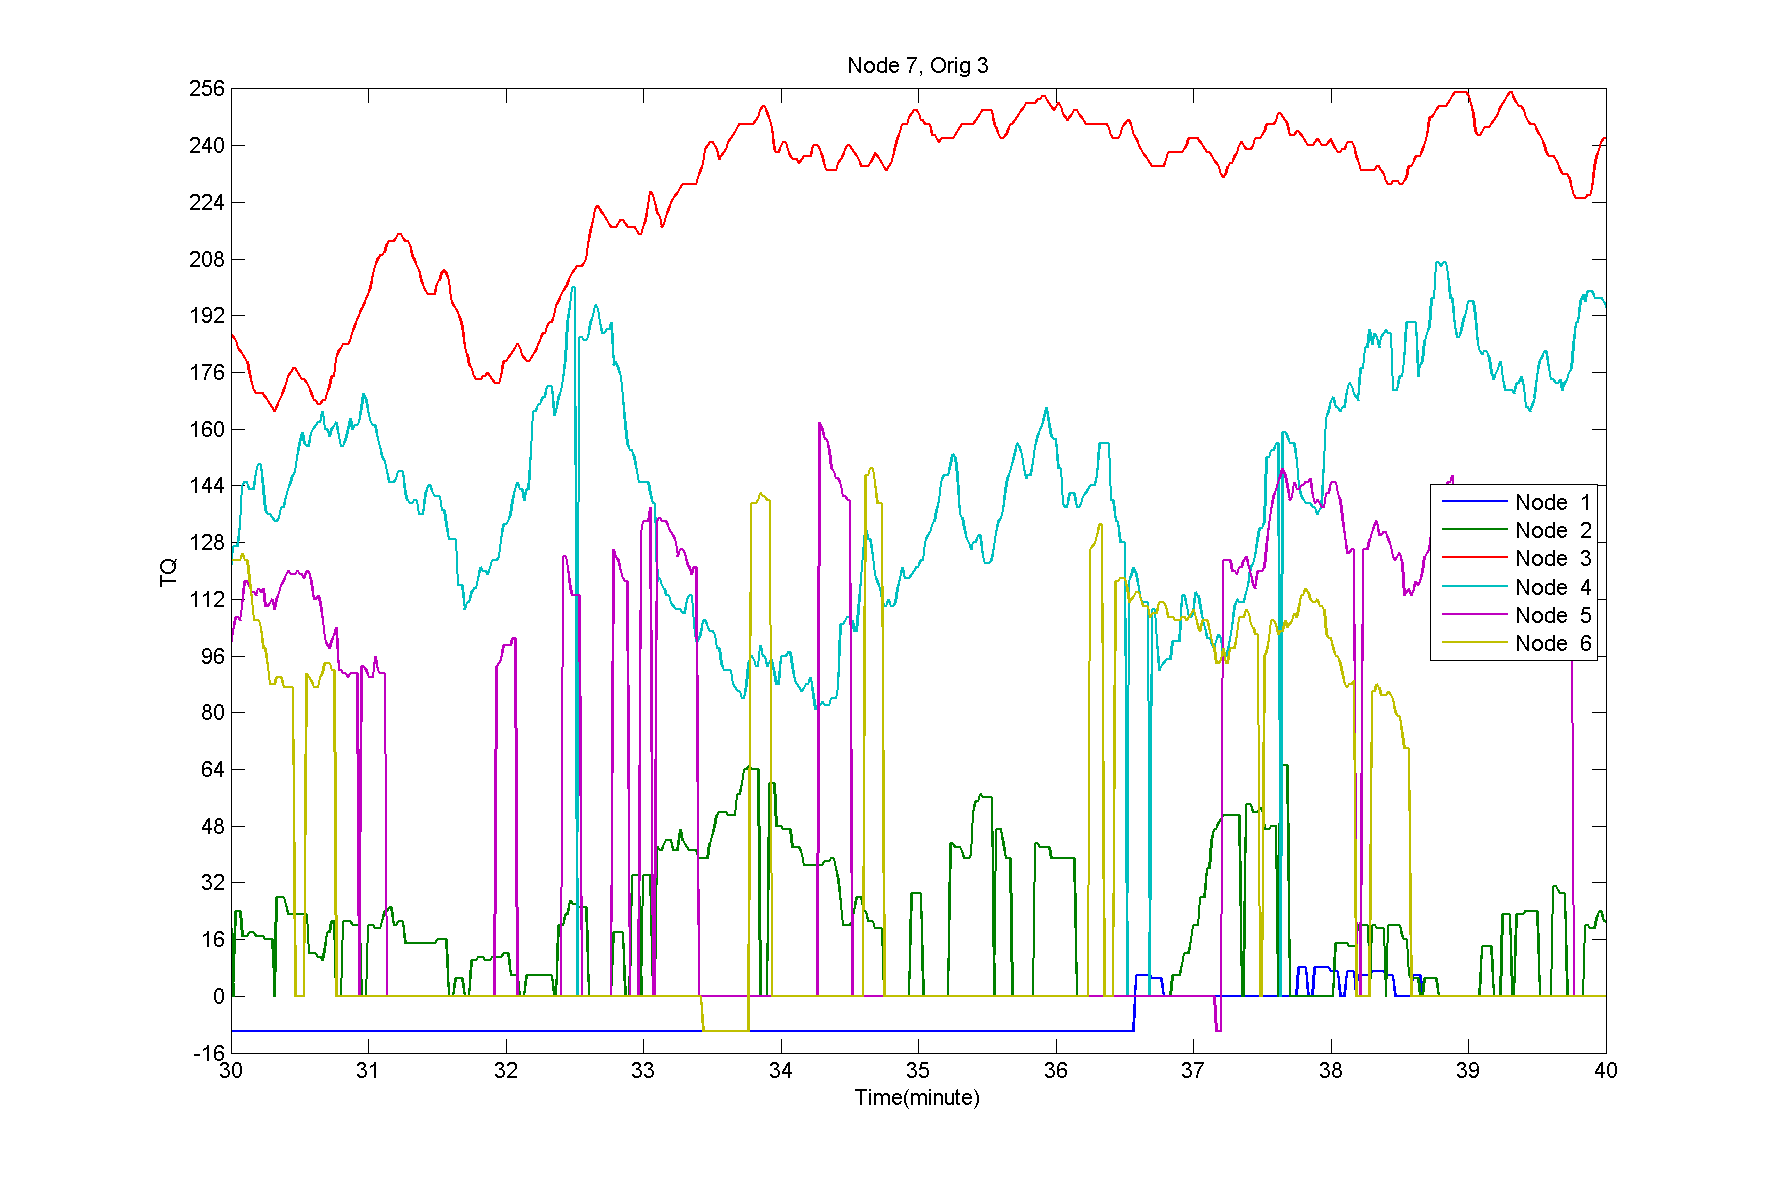 Node 7, Orig 3
256
240
224
208
192
176
160
144
128
112
96
80
64
48
32
16
0
-16
TQ
30 31 32 33 34 35 36 37 38 39 40
Time(minute)
Node 1
Node 2
Node 3
Node 4
Node 5
Node 6